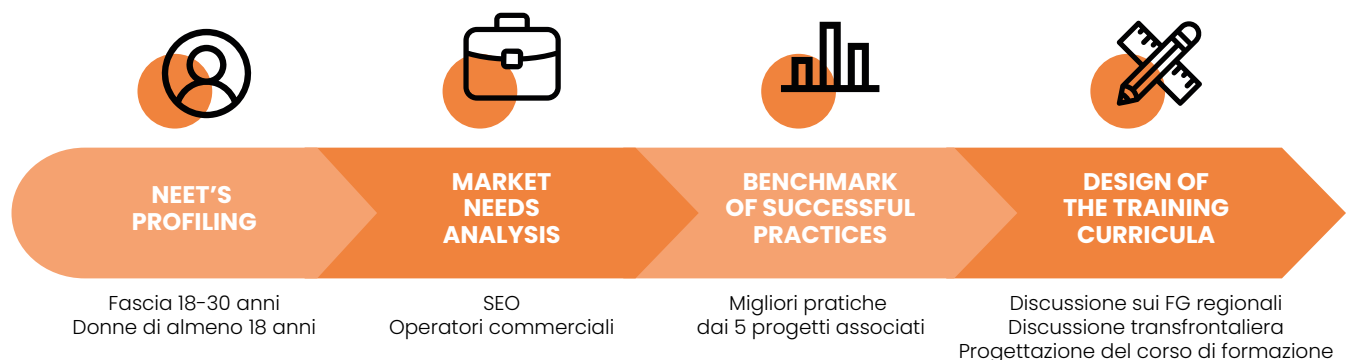 NEET'S
PROFILING
MARKET
NEEDS
ANALYSIS
BENCHMARK
OF SUCCESSFUL
PRACTICES
DESIGN OF
THE TRAINING
CURRICULA
Fascia 18-30 anni
Donne di almeno 18 anni
SEO
Operatori commerciali
Migliori pratiche
dai 5 progetti associati
Discussione sui FG regionali
Discussione transfrontaliera
Progettazione del corso di formazione